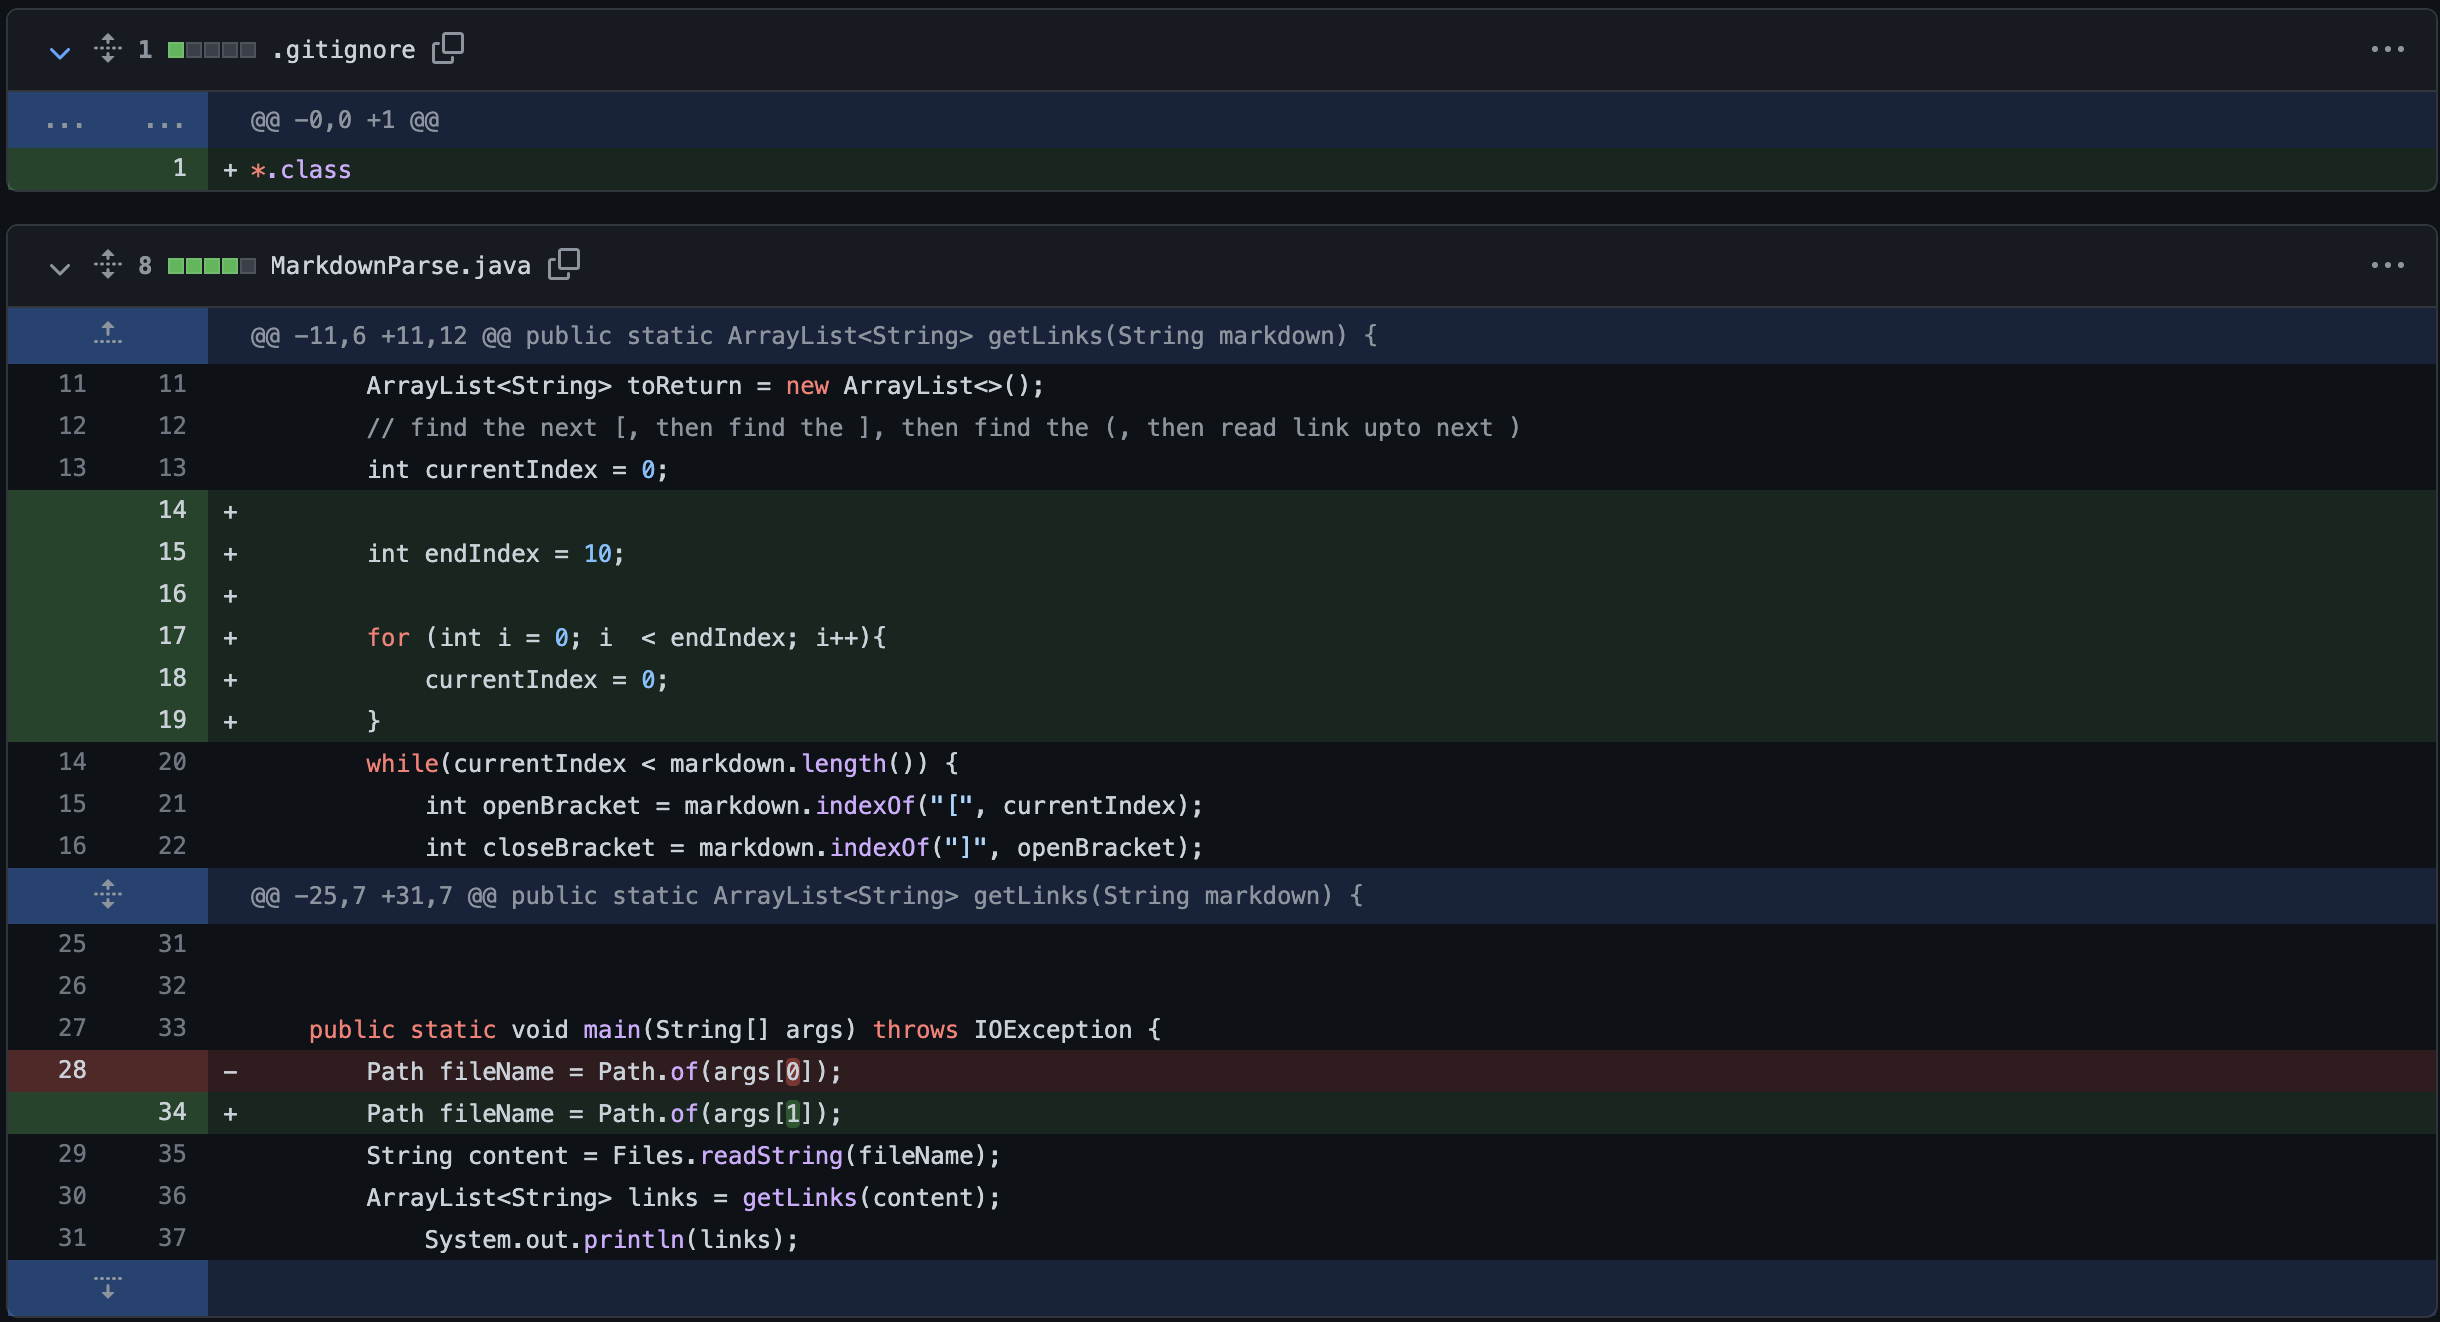 1 .gitignore
... ... @@ -0,0 +1 @@
1 + *.class
8 MarkdownParse.java
@@ -11,6 +11,12 @@ public static ArrayList<String> getLinks(String markdown) {
11 11 ArrayList<String> toReturn = new ArrayList<>();
12 12 // find the next [, then find the ], then find the (, then read link upto next )
13 13 int currentIndex = 0;
14 +
15 + int endIndex = 10;
16 +
17 + for (int i = 0; i  < endIndex; i++){
18 + currentIndex = 0;
19 + }
14 20 while(currentIndex < markdown.length()) {
15 21 int openBracket = markdown.indexOf("[", currentIndex);
16 22 int closeBracket = markdown.indexOf("]", openBracket);
@@ -25,7 +31,7 @@ public static ArrayList<String> getLinks(String markdown) {
25 31
26 32
27 33 public static void main(String[] args) throws IOException {
28 - Path fileName = Path.of(args[0]);
34 + Path fileName = Path.of(args[1]);
29 35 String content = Files.readString(fileName);
30 36 ArrayList<String> links = getLinks(content);
31 37 System.out.println(links);